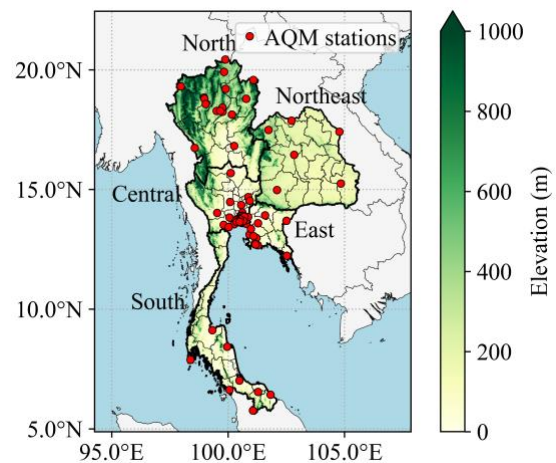 North
AQM stations
Northeast
Central
East
South
20.0°N
15.0°N
10.0°N
5.0°N
95.0°E
100.0°E
105.0°E
1000
800
600
400
200
0
Elevation (m)